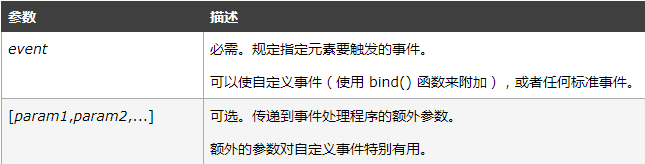 参数 描述
event 必需。规定指定元素要触发的事件。
可以使自定义事件（使用 bind() 函数来附加），或者任何标准事件。
[param1,param2,...] 可选。传递到事件处理程序的额外参数。
额外的参数对自定义事件特别有用。